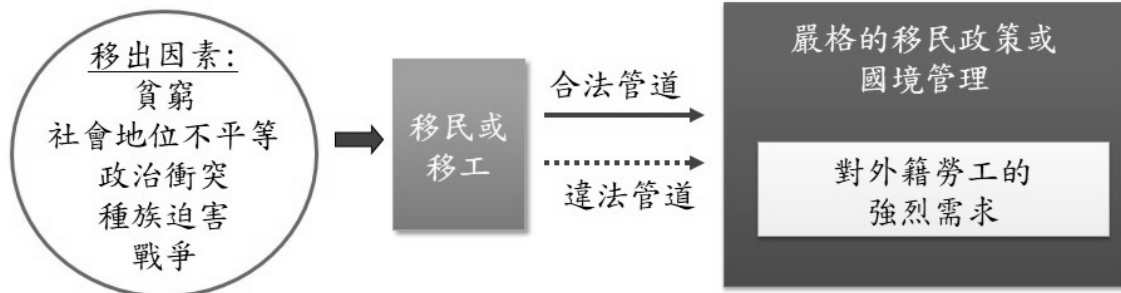 移出因素:
貧窮
社會地位不平等
政治衝突
種族迫害
戰爭
移民或
移工
合法管道
違法管道
嚴格的移民政策或
國境管理
對外籍勞工的
強烈需求